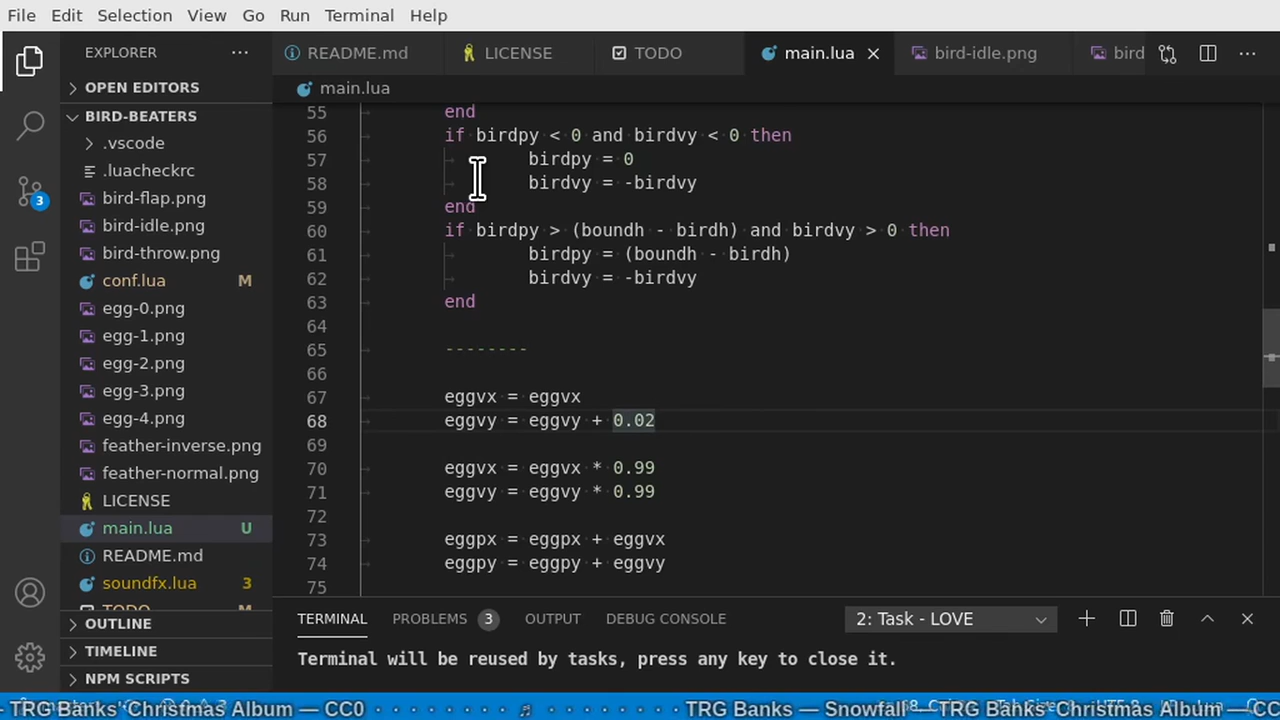 File Edit Selection View Go Run Terminal Help
EXPLORER
README.md LICENSE TODO main.lua bird-idle.png bird
OPEN EDITORS
main.lua
BIRD-BEATERS
.vscode
.luacheckrc
bird-flap.png
bird-idle.png
bird-throw.png
conf.lua M
egg-0.png
egg-1.png
egg-2.png
egg-3.png
egg-4.png
feather-inverse.png
feather-normal.png
LICENSE
main.lua U
README.md
soundfx.lua 3
TODO
OUTLINE
TIMELINE
NPM SCRIPTS
3
55 end
56 if birdpy < 0 and birdvy < 0 then
57 birdpy = 0
58 birdvy = -birdvy
59 end
60 if birdpy > (boundh - birdh) and birdvy > 0 then
61 birdpy = (boundh - birdh)
62 birdvy = -birdvy
63 end
64
65 --------
66
67 eggvx = eggvx
68 eggvy = eggvy + 0.02
69
70 eggvx = eggvx * 0.99
71 eggvy = eggvy * 0.99
72
73 eggpx = eggpx + eggvx
74 eggpy = eggpy + eggvy
75
TERMINAL PROBLEMS 3 OUTPUT DEBUG CONSOLE 2: Task - LOVE
Terminal will be reused by tasks, press any key to close it.
— TRG Banks' Christmas Album — CC0 · · · · · · · · ♫ · · · · · · · · TRG Banks — Snowfall — TRG Banks' Christmas Album — CC